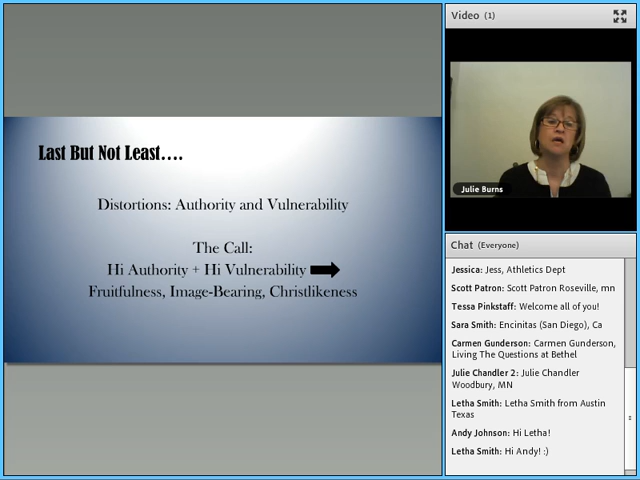 Last But Not Least....
Distortions: Authority and Vulnerability
The Call:
Hi Authority + Hi Vulnerability
Fruitfulness, Image-Bearing, Christlikeness
Video (1)
Julie Burns
Chat (Everyone)
Jessica: Jess, Athletics Dept
Scott Patron: Scott Patron Roseville, mn
Tessa Pinkstaff: Welcome all of you!
Sara Smith: Encinitas (San Diego), Ca
Carmen Gunderson: Carmen Gunderson,
Living The Questions at Bethel
Julie Chandler 2: Julie Chandler
Woodbury, MN
Letha Smith: Letha Smith from Austin
Texas
Andy Johnson: Hi Letha!
Letha Smith: Hi Andy! :)